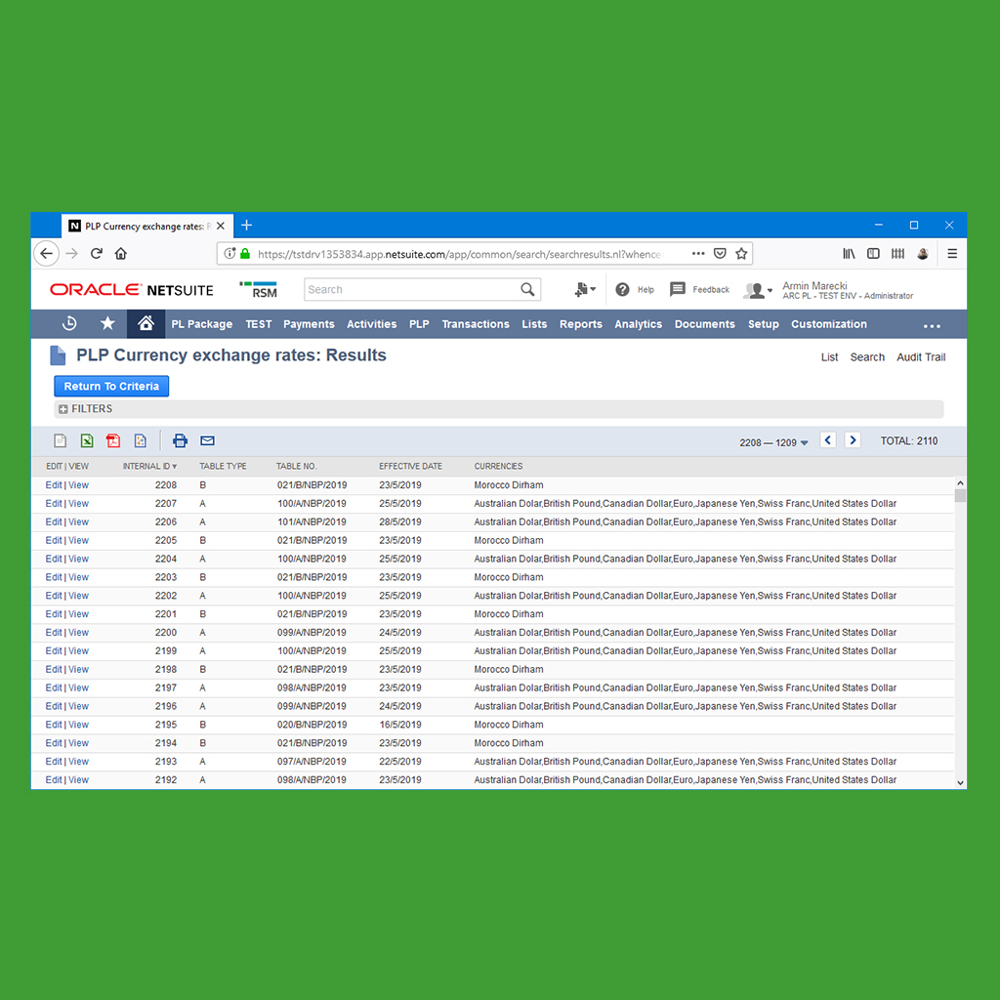 N PLP Currency exchange rates: R
https://tstdrv1353834.app.netsuite.com/app/common/search/searchresults.nl?whence
ORACLE NETSUITE RSM Search Help Feedback Armin Marecki
ARC PL - TEST ENV - Administrator
PL Package TEST Payments Activities PLP Transactions Lists Reports Analytics Documents Setup Customization
PLP Currency exchange rates: Results List Search Audit Trail
Return To Criteria
FILTERS
2208 — 1209 TOTAL: 2110
EDIT | VIEW INTERNAL ID TABLE TYPE TABLE NO. EFFECTIVE DATE CURRENCIES
Edit | View 2208 B 021/B/NBP/2019 23/5/2019 Morocco Dirham
Edit | View 2207 A 100/A/NBP/2019 25/5/2019 Australian Dolar,British Pound,Canadian Dollar,Euro,Japanese Yen,Swiss Franc,United States Dollar
Edit | View 2206 A 101/A/NBP/2019 28/5/2019 Australian Dolar,British Pound,Canadian Dollar,Euro,Japanese Yen,Swiss Franc,United States Dollar
Edit | View 2205 B 021/B/NBP/2019 23/5/2019 Morocco Dirham
Edit | View 2204 A 100/A/NBP/2019 25/5/2019 Australian Dolar,British Pound,Canadian Dollar,Euro,Japanese Yen,Swiss Franc,United States Dollar
Edit | View 2203 B 021/B/NBP/2019 23/5/2019 Morocco Dirham
Edit | View 2202 A 100/A/NBP/2019 25/5/2019 Australian Dolar,British Pound,Canadian Dollar,Euro,Japanese Yen,Swiss Franc,United States Dollar
Edit | View 2201 B 021/B/NBP/2019 23/5/2019 Morocco Dirham
Edit | View 2200 A 099/A/NBP/2019 24/5/2019 Australian Dolar,British Pound,Canadian Dollar,Euro,Japanese Yen,Swiss Franc,United States Dollar
Edit | View 2199 A 100/A/NBP/2019 25/5/2019 Australian Dolar,British Pound,Canadian Dollar,Euro,Japanese Yen,Swiss Franc,United States Dollar
Edit | View 2198 B 021/B/NBP/2019 23/5/2019 Morocco Dirham
Edit | View 2197 A 098/A/NBP/2019 23/5/2019 Australian Dolar,British Pound,Canadian Dollar,Euro,Japanese Yen,Swiss Franc,United States Dollar
Edit | View 2196 A 099/A/NBP/2019 24/5/2019 Australian Dolar,British Pound,Canadian Dollar,Euro,Japanese Yen,Swiss Franc,United States Dollar
Edit | View 2195 B 020/B/NBP/2019 16/5/2019 Morocco Dirham
Edit | View 2194 B 021/B/NBP/2019 23/5/2019 Morocco Dirham
Edit | View 2193 A 097/A/NBP/2019 22/5/2019 Australian Dolar,British Pound,Canadian Dollar,Euro,Japanese Yen,Swiss Franc,United States Dollar
Edit | View 2192 A 098/A/NBP/2019 23/5/2019 Australian Dolar,British Pound,Canadian Dollar,Euro,Japanese Yen,Swiss Franc,United States Dollar